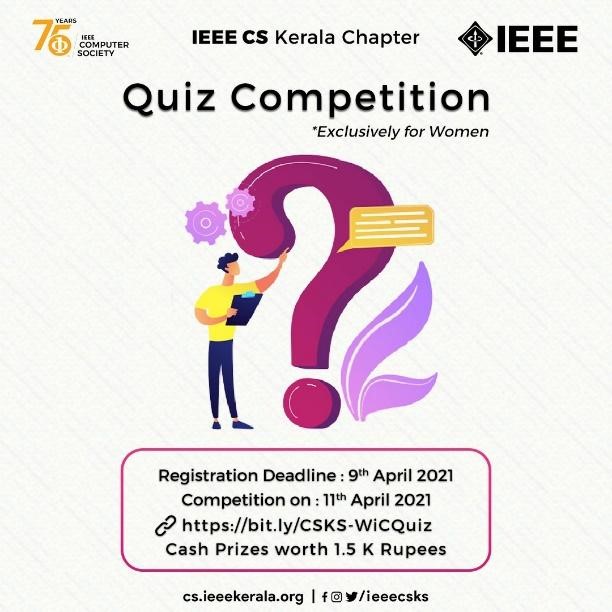 75 YEARS
IEEE
COMPUTER
SOCIETY
IEEE CS Kerala Chapter
IEEE
Quiz Competition
*Exclusively for Women
Registration Deadline : 9th April 2021
Competition on : 11th April 2021
https://bit.ly/CSKS-WiCQuiz
Cash Prizes worth 1.5 K Rupees
cs.ieeekerala.org | /ieeecsks